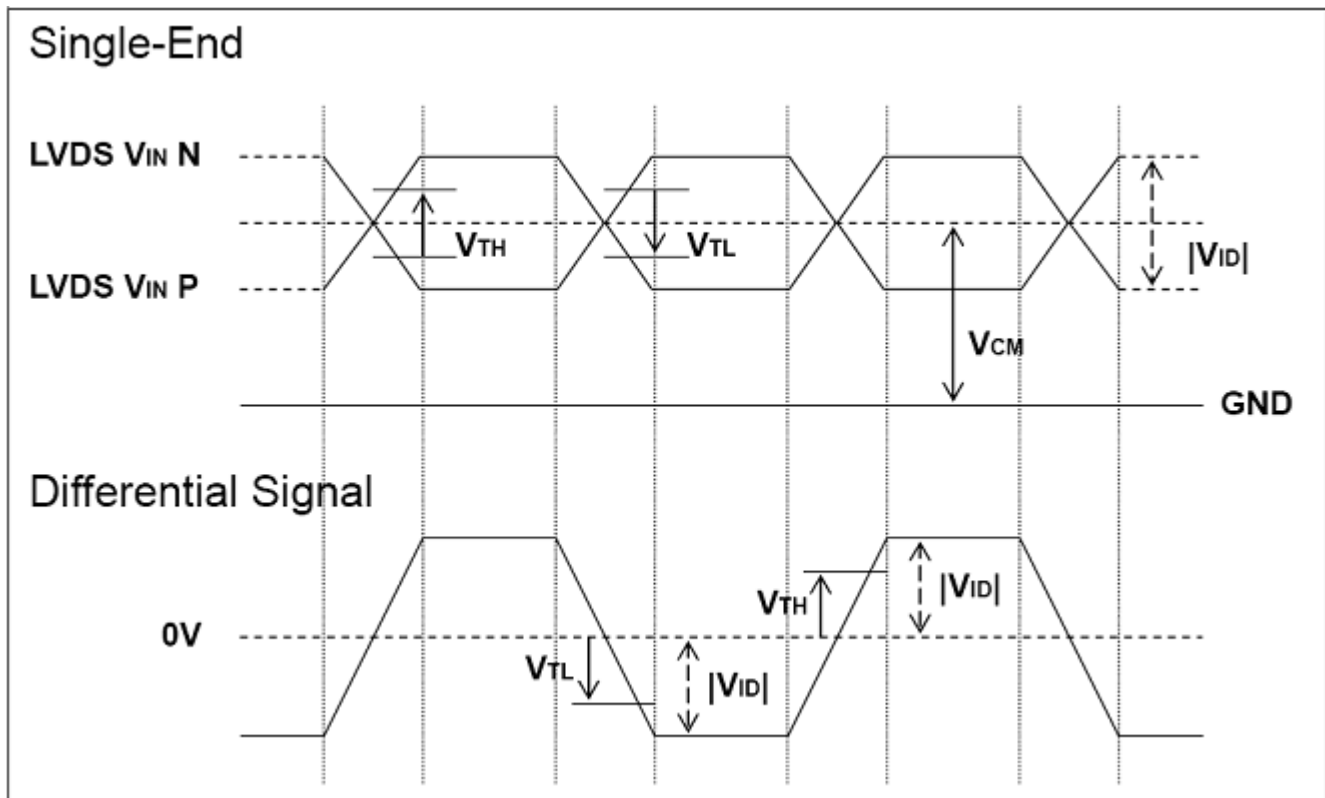 Single-End
LVDS VIN N
VTH
VTL
|VID|
LVDS VIN P
VCM
GND
Differential Signal
|VID|
VTH
0V
VTL
|VID|